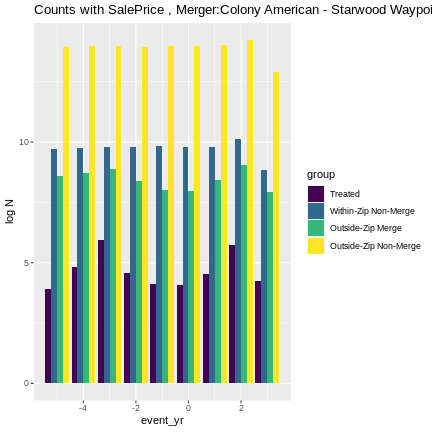 Counts with SalePrice , Merger:Colony American - Starwood Waypoi
log N
10
5
0
-4
-2
0
2
event_yr
group
Treated
Within-Zip Non-Merge
Outside-Zip Merge
Outside-Zip Non-Merge